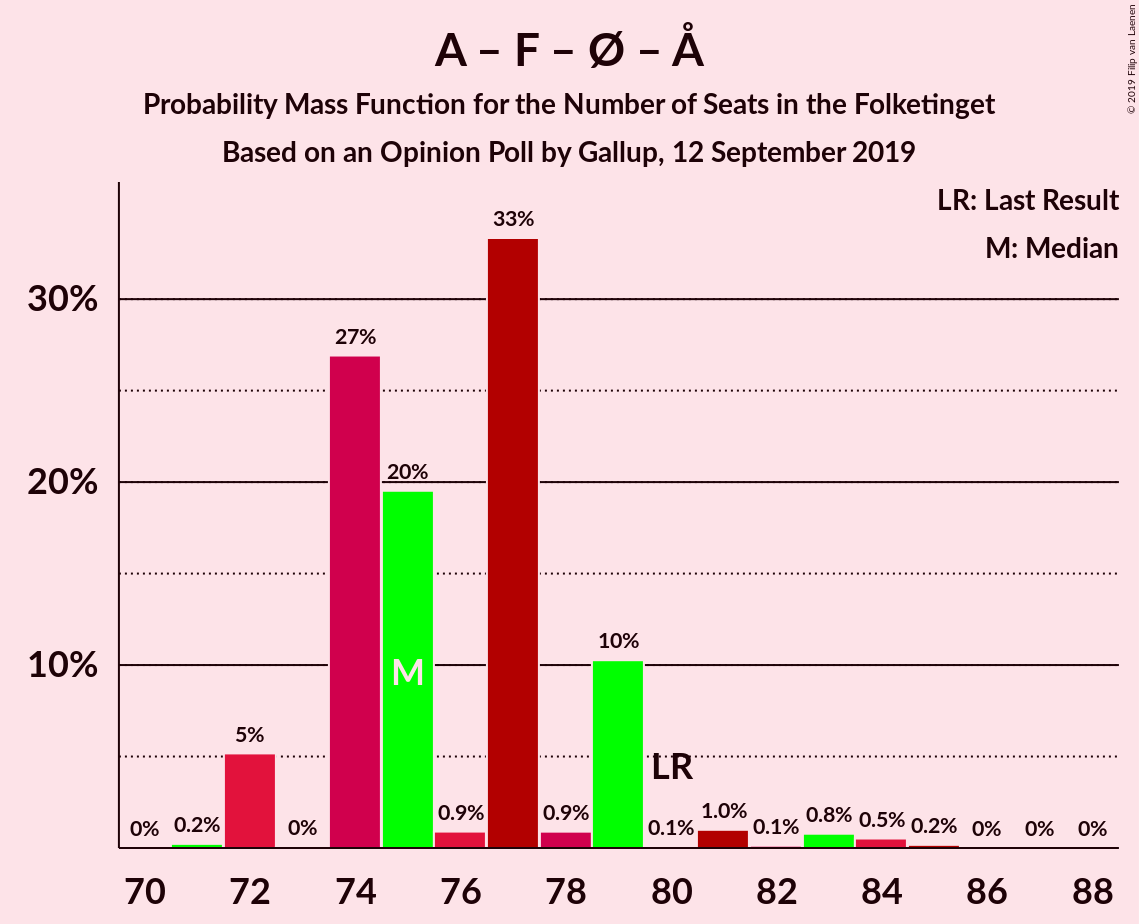 A – F – Ø – Å
Probability Mass Function for the Number of Seats in the Folketinget
Based on an Opinion Poll by Gallup, 12 September 2019
© 2019 Filip van Laenen
LR: Last Result
M: Median
33%
30%
27%
20%
20%
M
10%
10%
5%
LR
0%
0.2%
0%
0.9%
0.9%
0.1%
1.0%
0.1%
0.8%
0.5%
0.2%
0%
0%
0%
70 72 74 76 78 80 82 84 86 88